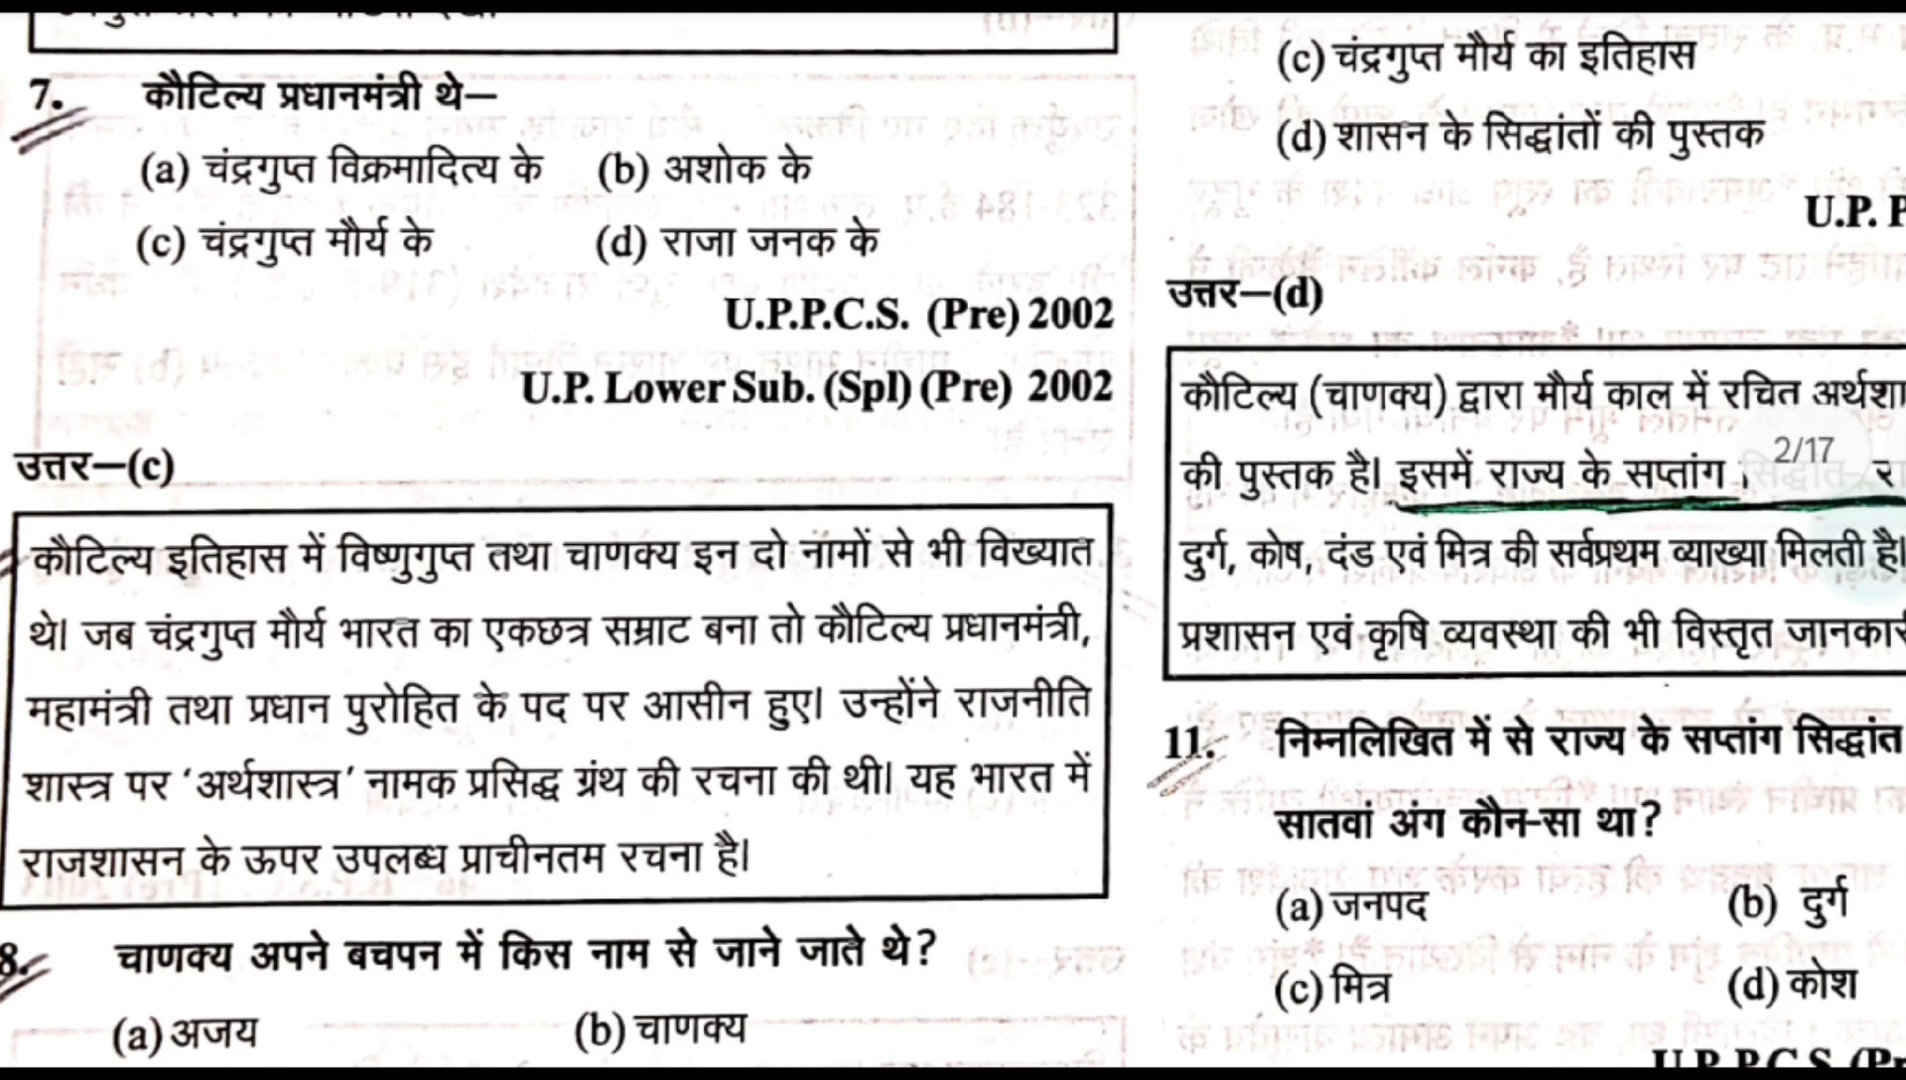 7. कौटिल्य प्रधानमंत्री थे—
(a) चंद्रगुप्त विक्रमादित्य के (b) अशोक के
(c) चंद्रगुप्त मौर्य के (d) राजा जनक के
U.P.P.C.S. (Pre) 2002
U.P. Lower Sub. (Spl) (Pre) 2002
उत्तर—(c)
कौटिल्य इतिहास में विष्णुगुप्त तथा चाणक्य इन दो नामों से भी विख्यात
थे। जब चंद्रगुप्त मौर्य भारत का एकछत्र सम्राट बना तो कौटिल्य प्रधानमंत्री,
महामंत्री तथा प्रधान पुरोहित के पद पर आसीन हुए। उन्होंने राजनीति
शास्त्र पर ‘अर्थशास्त्र’ नामक प्रसिद्ध ग्रंथ की रचना की थी। यह भारत में
राजशासन के ऊपर उपलब्ध प्राचीनतम रचना है।
8. चाणक्य अपने बचपन में किस नाम से जाने जाते थे?
(a) अजय (b) चाणक्य
(c) चंद्रगुप्त मौर्य का इतिहास
(d) शासन के सिद्धांतों की पुस्तक
U.P.
उत्तर—(d)
कौटिल्य (चाणक्य) द्वारा मौर्य काल में रचित
की पुस्तक है। इसमें राज्य के सप्तांग सिद्धांत
2/17
दुर्ग, कोष, दंड एवं मित्र की सर्वप्रथम व्याख्या मिलती है।
प्रशासन एवं कृषि व्यवस्था की भी विस्तृत
11. निम्नलिखित में से राज्य के सप्तांग सिद्धांत
सातवां अंग कौन-सा था?
(a) जनपद (b) दुर्ग
(c) मित्र (d) कोश